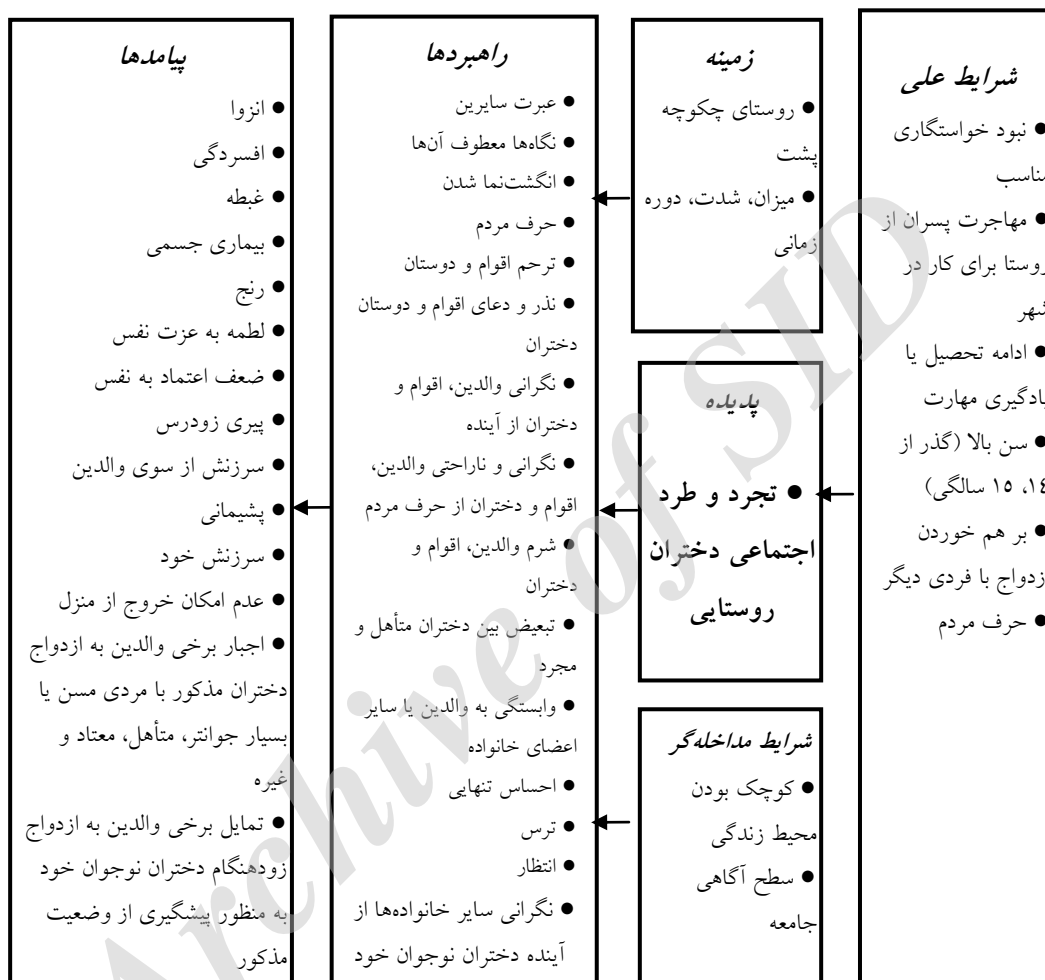 شرایط علی
● نبود خواستگاری
مناسب
● مهاجرت پسران از
روستا برای کار در
شهر
● ادامه تحصیل یا
یادگیری مهارت
● سن بالا (گذر از
۱٤، ۱٥ سالگی)
● بر هم خوردن
ازدواج با فردی دیگر
● حرف مردم
زمینه
● روستای چکوچه
پشت
● میزان، شدت، دوره
زمانی
پدیده
● تجرد و طرد
اجتماعی دختران
روستایی
شرایط مداخله‌گر
● کوچک بودن
محیط زندگی
● سطح آگاهی
جامعه
راهبردها
● عبرت سایرین
● نگاه‌ها معطوف آن‌ها
● انگشت‌نما شدن
● حرف مردم
● ترحم اقوام و دوستان
● نذر و دعای اقوام و دوستان
دختران
● نگرانی والدین، اقوام و
دختران از آینده
● نگرانی و ناراحتی والدین،
اقوام و دختران از حرف مردم
● شرم والدین، اقوام و
دختران
● تبعیض بین دختران متأهل و
مجرد
● وابستگی به والدین یا سایر
اعضای خانواده
● احساس تنهایی
● ترس
● انتظار
● نگرانی سایر خانواده‌ها از
آینده دختران نوجوان خود
پیامدها
● انزوا
● افسردگی
● غبطه
● بیماری جسمی
● رنج
● لطمه به عزت نفس
● ضعف اعتماد به نفس
● پیری زودرس
● سرزنش از سوی والدین
● پشیمانی
● سرزنش خود
● عدم امکان خروج از منزل
● اجبار برخی والدین به ازدواج
دختران مذکور با مردی مسن یا
بسیار جوانتر، متأهل، معتاد و
غیره
● تمایل برخی والدین به ازدواج
زودهنگام دختران نوجوان خود
به منظور پیشگیری از وضعیت
مذکور
Archive of SID